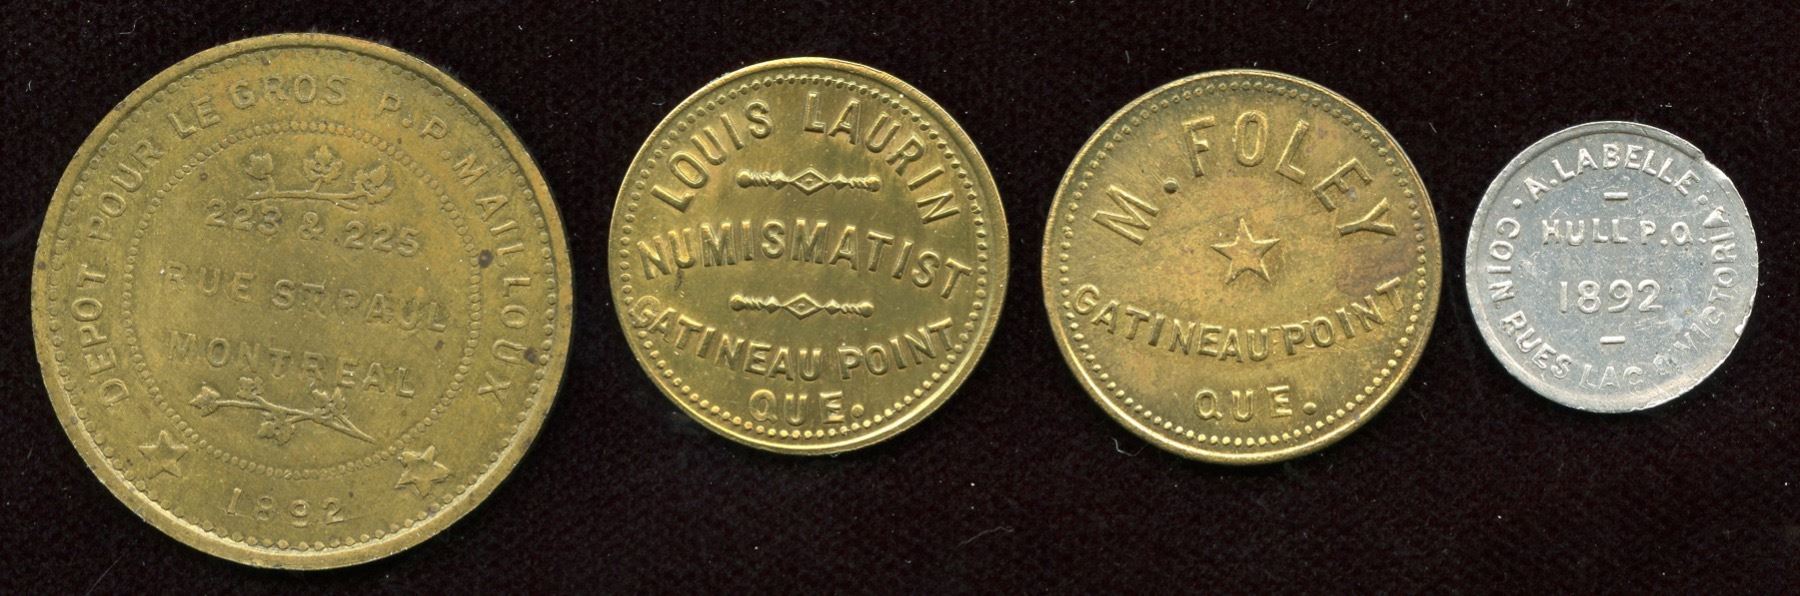 DEPOT POUR LE GROS P.P. MAILLOUX
223 & 225
RUE ST. PAUL
MONTREAL
1892
LOUIS LAURIN
NUMISMATIST
GATINEAU POINT
QUE.
M. FOLEY
GATINEAU POINT
QUE.
A. LABELLE.
HULL P.Q.
1892
COIN RUES LAC & VICTORIA